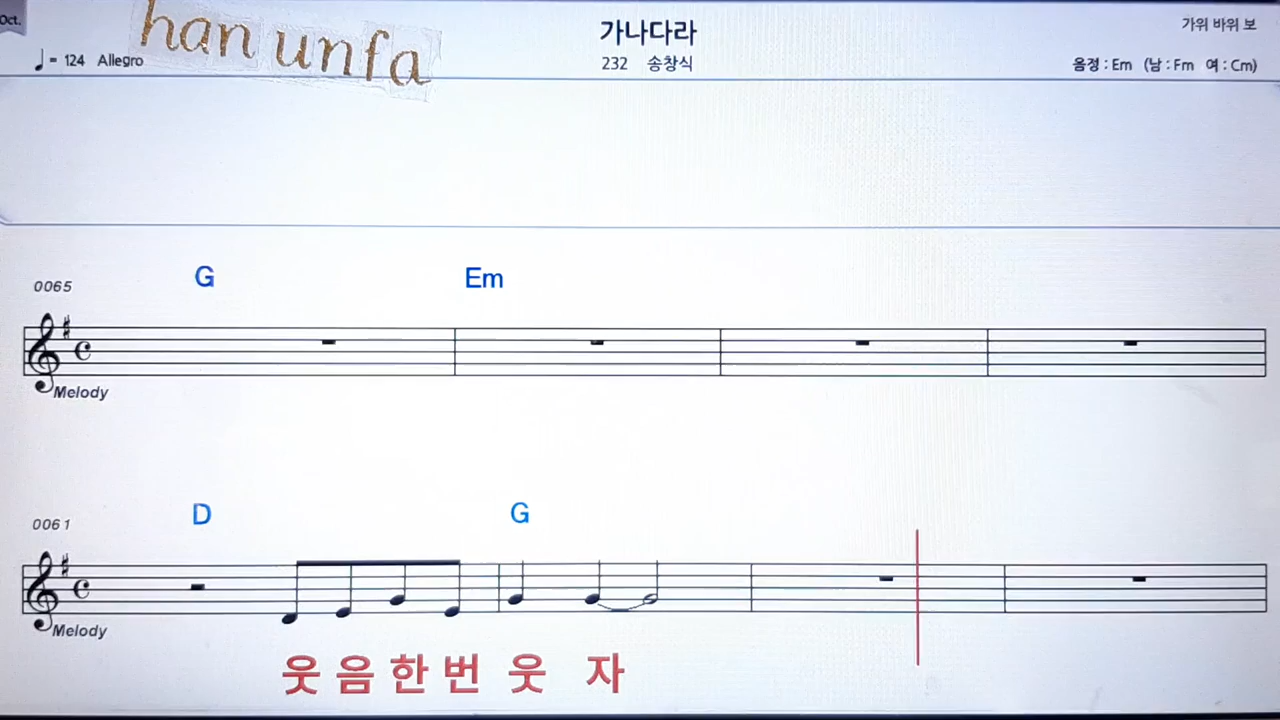 Oct.
han unfa
가나다라
가위 바위 보
= 124 Allegro
232 송창식
음정 : Em (남 : Fm 여 : Cm)
G Em
0065
Melody
D G
0061
Melody
웃음한번 웃 자